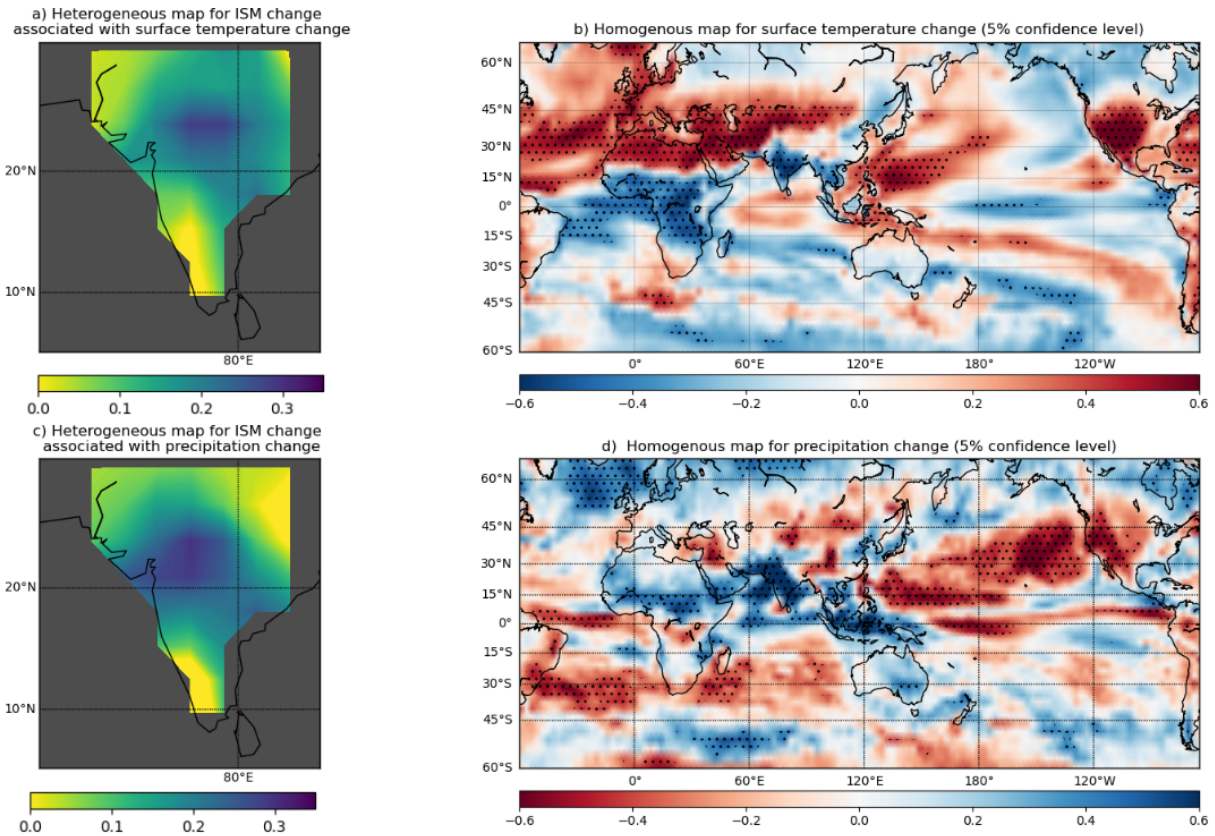 a) Heterogeneous map for ISM change
associated with surface temperature change
20°N
10°N
80°E
0.0 0.1 0.2 0.3
b) Homogenous map for surface temperature change (5% confidence level)
60°N
45°N
30°N
15°N
0°
15°S
30°S
45°S
60°S
0° 60°E 120°E 180° 120°W
−0.6 −0.4 −0.2 0.0 0.2 0.4 0.6
c) Heterogeneous map for ISM change
associated with precipitation change
20°N
10°N
80°E
0.0 0.1 0.2 0.3
d) Homogenous map for precipitation change (5% confidence level)
60°N
45°N
30°N
15°N
0°
15°S
30°S
45°S
60°S
0° 60°E 120°E 180° 120°W
−0.6 −0.4 −0.2 0.0 0.2 0.4 0.6